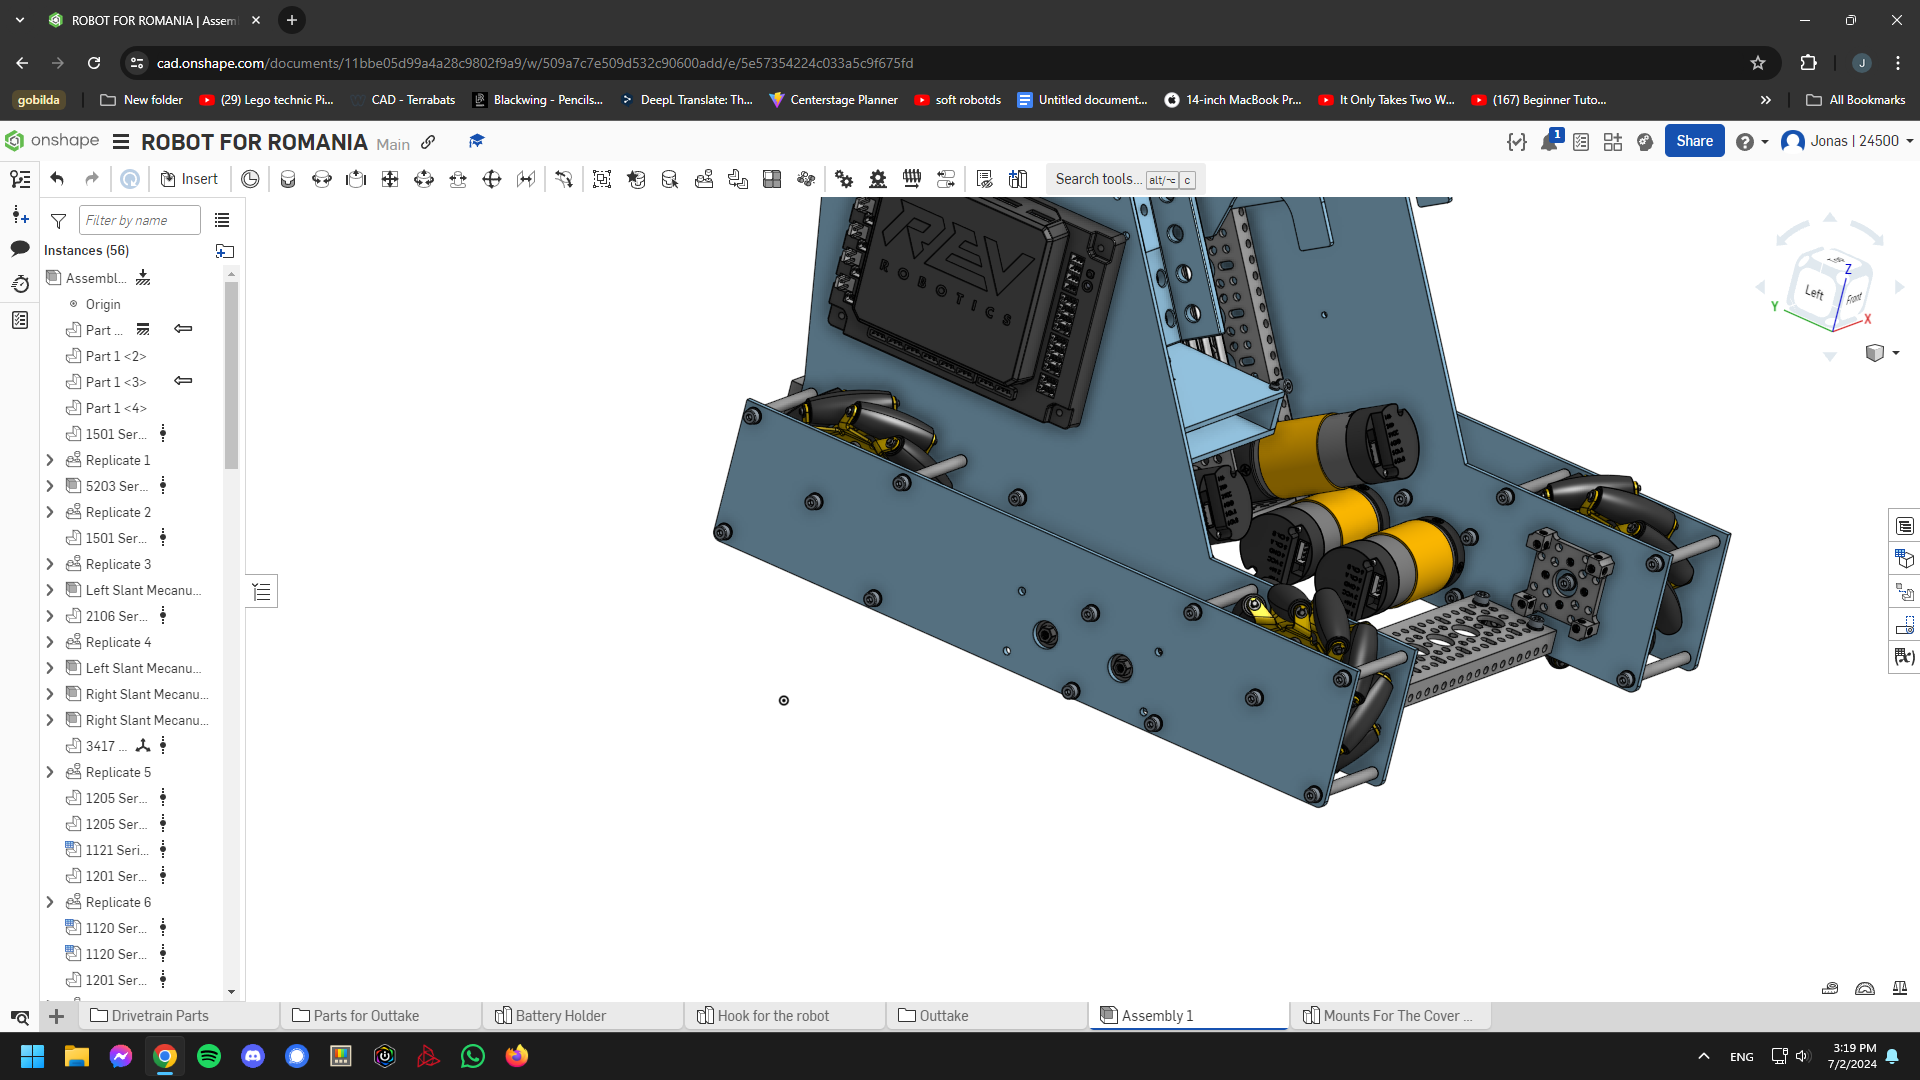 ROBOT FOR ROMANIA | Assem
cad.onshape.com/documents/11bbe05d99a4a28c9802f9a9/w/509a7c7e509d532c90600add/e/5e57354224c033a5c9f675fd
J
gobilda
New folder
(29) Lego technic Pi...
CAD - Terrabats
Blackwing - Pencils...
DeepL Translate: Th...
Centerstage Planner
soft robotds
Untitled document...
14-inch MacBook Pr...
It Only Takes Two W...
(167) Beginner Tuto...
All Bookmarks
onshape
ROBOT FOR ROMANIA Main
1
Share
Jonas | 24500
Insert
Search tools... alt/⌥ c
Filter by name
Instances (56)
Assembl...
Origin
Part ...
Part 1 <2>
Part 1 <3>
Part 1 <4>
1501 Ser...
Replicate 1
5203 Ser...
Replicate 2
1501 Ser...
Replicate 3
Left Slant Mecanu...
2106 Ser...
Replicate 4
Left Slant Mecanu...
Right Slant Mecanu...
Right Slant Mecanu...
3417 ...
Replicate 5
1205 Ser...
1205 Ser...
1121 Seri...
1201 Ser...
Replicate 6
1120 Ser...
1120 Ser...
1201 Ser...
REV
ROBOTICS
Z
Left
Front
Y
X
Drivetrain Parts
Parts for Outtake
Battery Holder
Hook for the robot
Outtake
Assembly 1
Mounts For The Cover ...
ENG
3:19 PM
7/2/2024